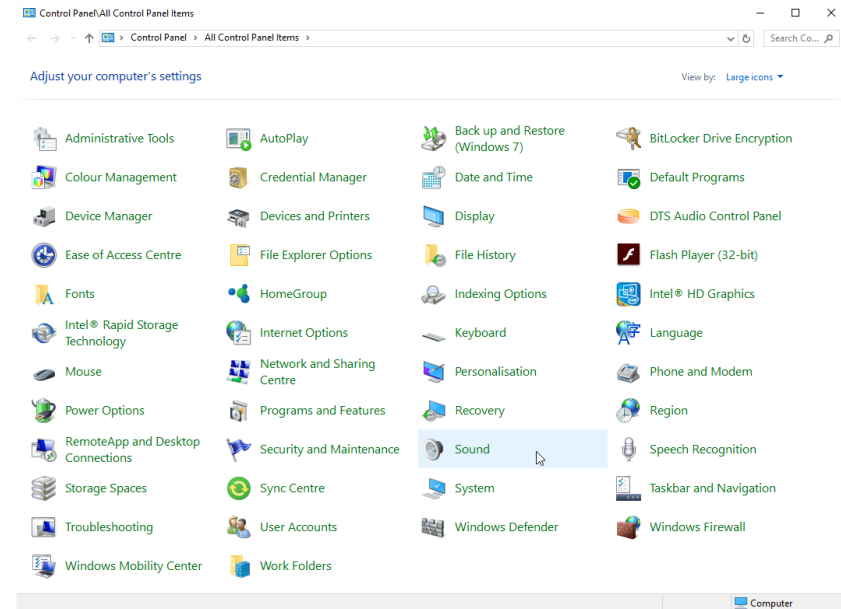 Control Panel\All Control Panel Items
Control Panel > All Control Panel Items >
Search Co...
Adjust your computer's settings
View by: Large icons
Administrative Tools
AutoPlay
Back up and Restore
(Windows 7)
BitLocker Drive Encryption
Colour Management
Credential Manager
Date and Time
Default Programs
Device Manager
Devices and Printers
Display
DTS Audio Control Panel
Ease of Access Centre
File Explorer Options
File History
Flash Player (32-bit)
Fonts
HomeGroup
Indexing Options
Intel® HD Graphics
Intel® Rapid Storage
Technology
Internet Options
Keyboard
Language
Mouse
Network and Sharing
Centre
Personalisation
Phone and Modem
Power Options
Programs and Features
Recovery
Region
RemoteApp and Desktop
Connections
Security and Maintenance
Sound
Speech Recognition
Storage Spaces
Sync Centre
System
Taskbar and Navigation
Troubleshooting
User Accounts
Windows Defender
Windows Firewall
Windows Mobility Center
Work Folders
Computer